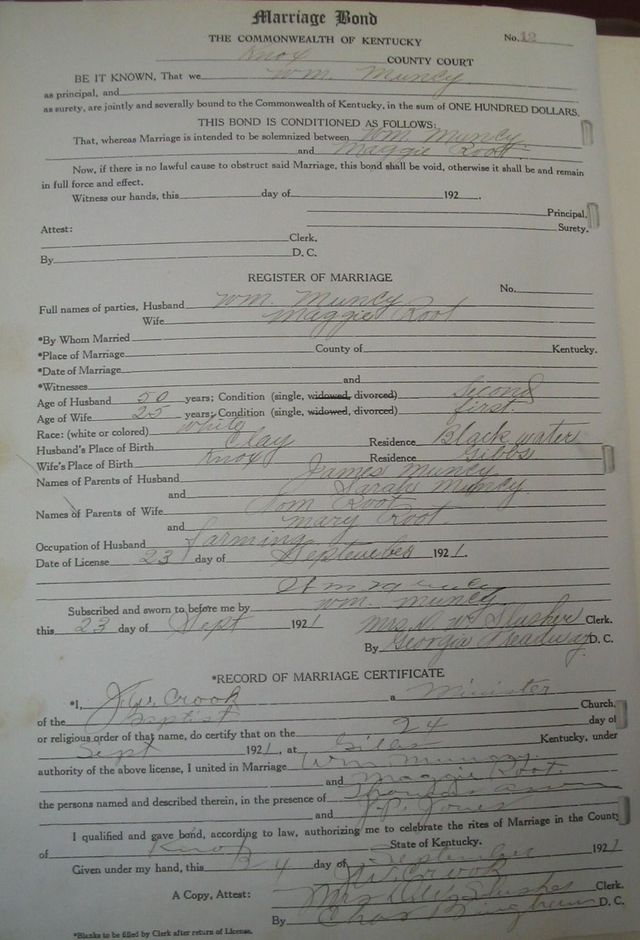 Marriage Bond
THE COMMONWEALTH OF KENTUCKY No. 12
Knox COUNTY COURT
BE IT KNOWN, That we Wm. Muncy
as principal, and
as surety, are jointly and severally bound to the Commonwealth of Kentucky, in the sum of ONE HUNDRED DOLLARS.
THIS BOND IS CONDITIONED AS FOLLOWS:
That, whereas Marriage is intended to be solemnized between Wm. Muncy
and Maggie Root.
Now, if there is no lawful cause to obstruct said Marriage, this bond shall be void, otherwise it shall be and remain
in full force and effect.
Witness our hands, this day of 192 .
Principal.
Surety.
Attest:
Clerk.
By D. C.
REGISTER OF MARRIAGE
No.
Full names of parties, Husband Wm. Muncy
Wife Maggie Root
*By Whom Married
*Place of Marriage County of Kentucky.
*Date of Marriage
*Witnesses and
Age of Husband 50 years; Condition (single, widowed, divorced) Second
Age of Wife 25 years; Condition (single, widowed, divorced) first.
Race: (white or colored) White
Husband's Place of Birth Clay Residence Black water
Wife's Place of Birth Knox Residence Gibbs
Names of Parents of Husband James Muncy
and Sarah Muncy.
Names of Parents of Wife Tom Root
and Mary Root.
Occupation of Husband farming
Date of License 23 day of September 1921.
Wm. Muncy
Subscribed and sworn to before me by
this 23 day of Sept 1921 Mrs. D. W. Slusher Clerk.
By Georgia Treadway D. C.
*RECORD OF MARRIAGE CERTIFICATE
*I, J. W. Crook a Minister
of the Baptist Church,
or religious order of that name, do certify that on the 24 day of
Sept 1921, at Kentucky, under
authority of the above license, I united in Marriage Wm Muncy.
and Maggie Root.
the persons named and described therein, in the presence of
and J. P. Jones
I qualified and gave bond, according to law, authorizing me to celebrate the rites of Marriage in the County
of Knox State of Kentucky.
Given under my hand, this 24 day of September 1921
J. W. Crook
A Copy, Attest: Mrs. D. W. Slusher Clerk.
By Chas Bingham D. C.
*Blanks to be filled by Clerk after return of License.